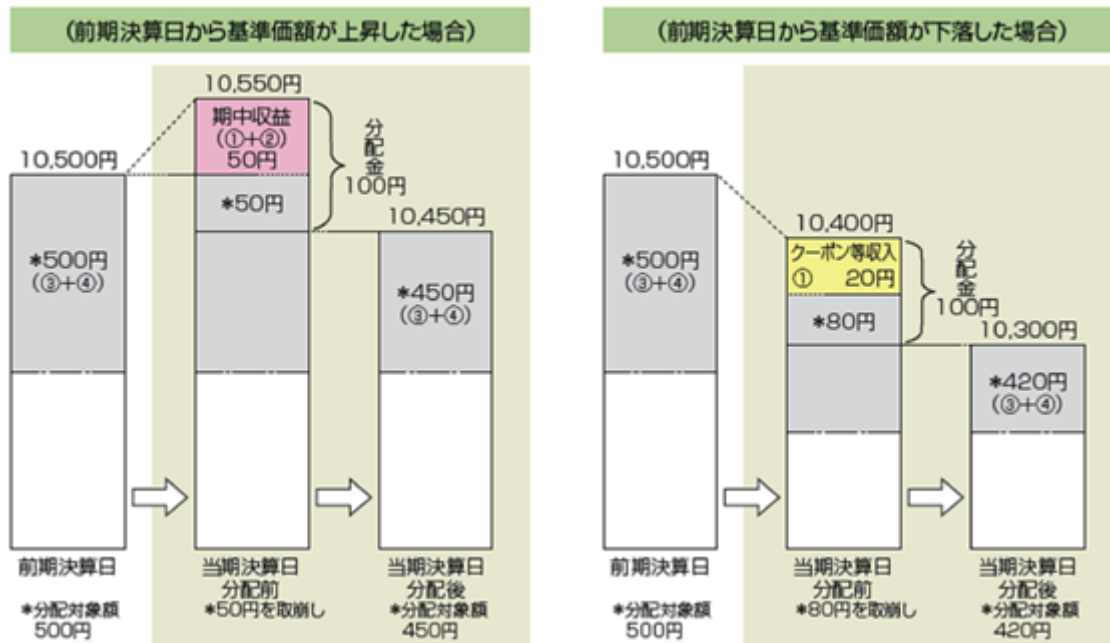 (前期決算日から基準価額が上昇した場合)
10,500円
*500円
(③+④)
前期決算日
*分配対象額
500円
10,550円
期中収益
(①+②)
50円
*50円
分配金
100円
当期決算日
分配前
*50円を取崩し
10,450円
*450円
(③+④)
当期決算日
分配後
*分配対象額
450円
(前期決算日から基準価額が下落した場合)
10,500円
*500円
(③+④)
前期決算日
*分配対象額
500円
10,400円
クーポン等収入
① 20円
*80円
分配金
100円
当期決算日
分配前
*80円を取崩し
10,300円
*420円
(③+④)
当期決算日
分配後
*分配対象額
420円